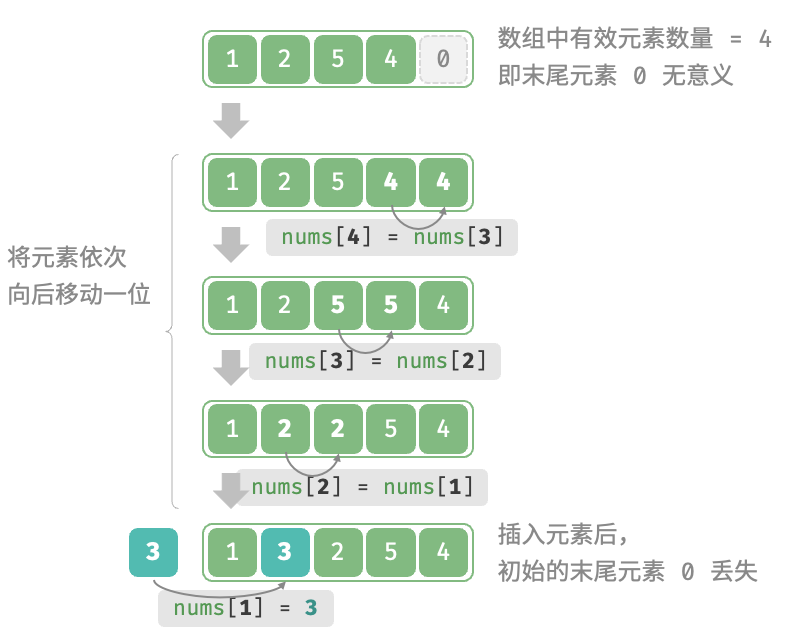 1 2 5 4 0
数组中有效元素数量 = 4
即末尾元素 0 无意义
将元素依次
向后移动一位
1 2 5 4 4
nums[4] = nums[3]
1 2 5 5 4
nums[3] = nums[2]
1 2 2 5 4
nums[2] = nums[1]
3
1 3 2 5 4
nums[1] = 3
插入元素后，
初始的末尾元素 0 丢失